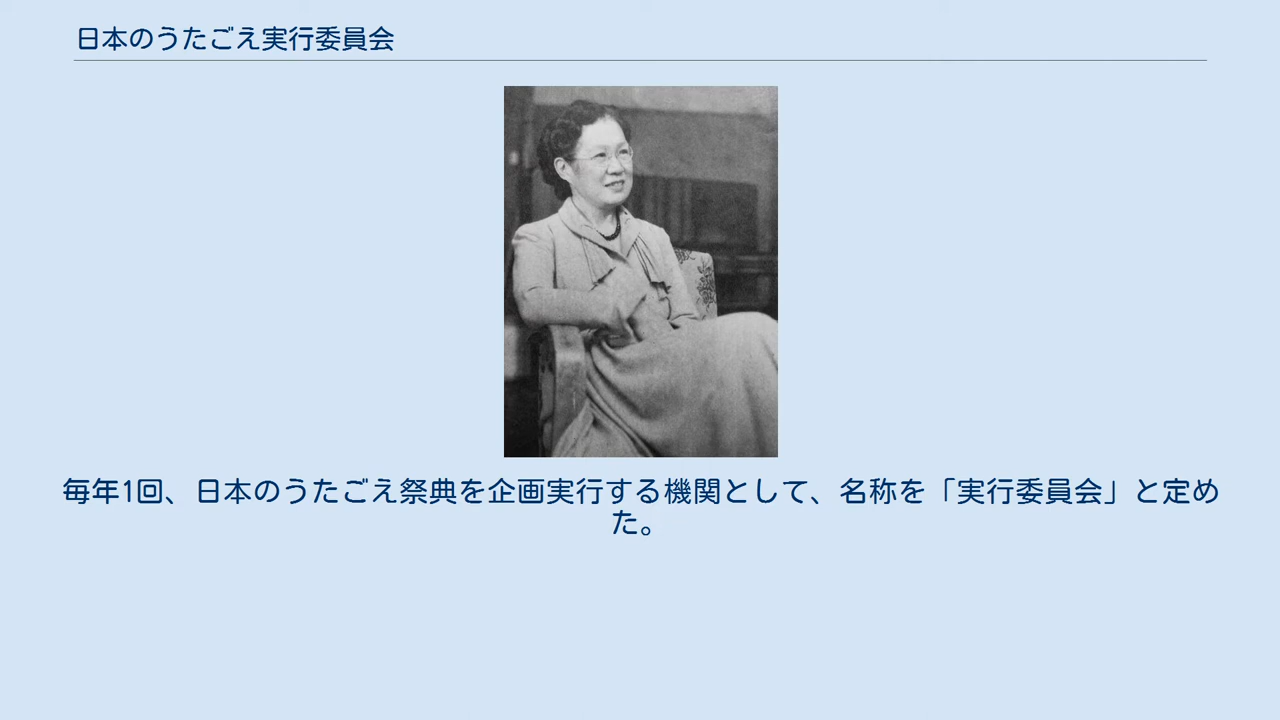 日本のうたごえ実行委員会
毎年1回、日本のうたごえ祭典を企画実行する機関として、名称を「実行委員会」と定め
た。